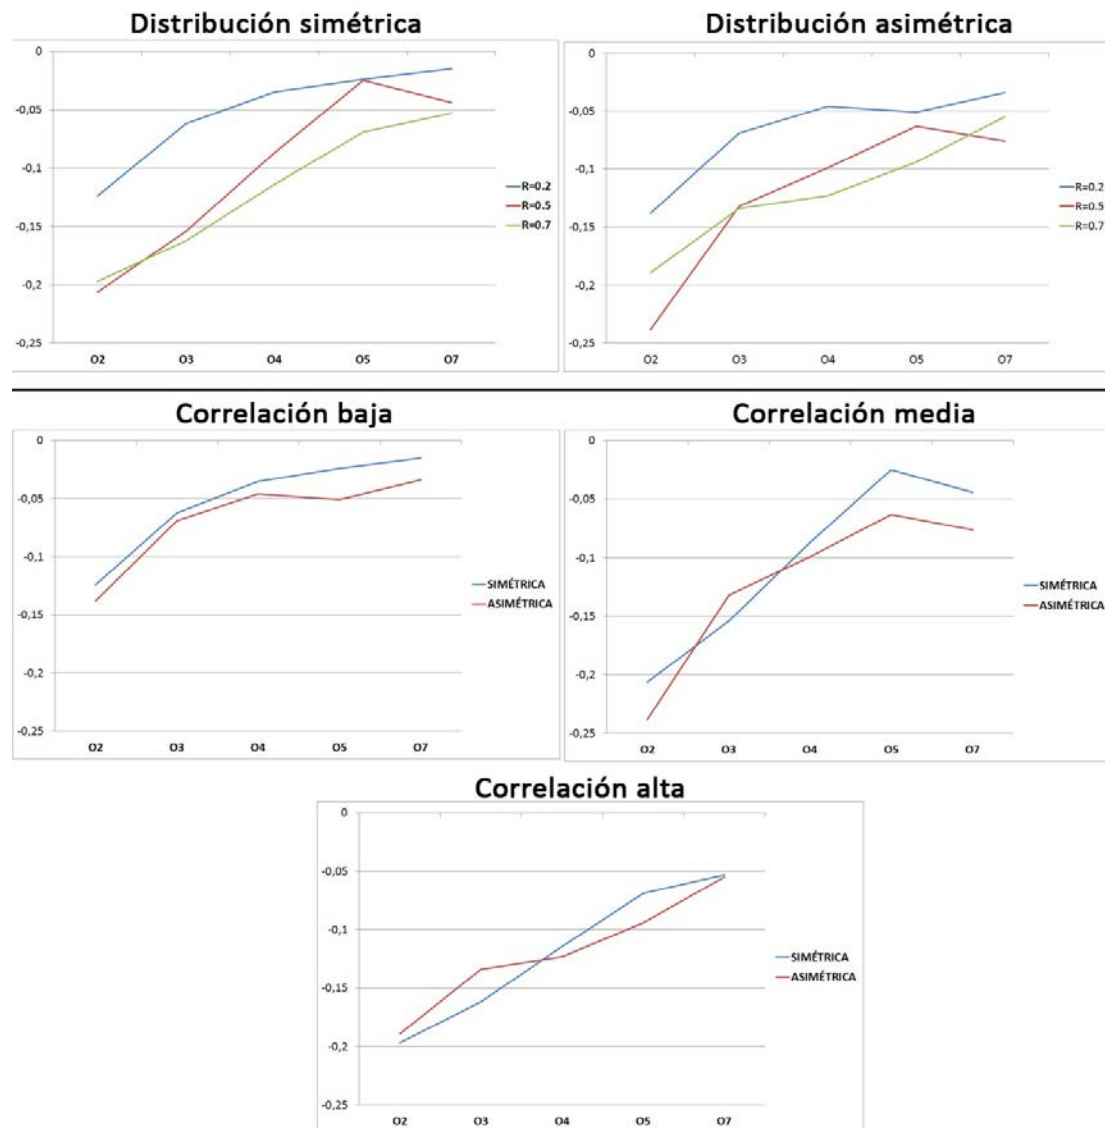 Distribución simétrica
0
-0,05
-0,1
-0,15
-0,2
-0,25
O2 O3 O4 O5 O7
R=0.2
R=0.5
R=0.7
Distribución asimétrica
0
-0,05
-0,1
-0,15
-0,2
-0,25
O2 O3 O4 O5 O7
R=0.2
R=0.5
R=0.7
Correlación baja
0
-0,05
-0,1
-0,15
-0,2
-0,25
O2 O3 O4 O5 O7
SIMÉTRICA
ASIMÉTRICA
Correlación media
0
-0,05
-0,1
-0,15
-0,2
-0,25
O2 O3 O4 O5 O7
SIMÉTRICA
ASIMÉTRICA
Correlación alta
0
-0,05
-0,1
-0,15
-0,2
-0,25
O2 O3 O4 O5 O7
SIMÉTRICA
ASIMÉTRICA